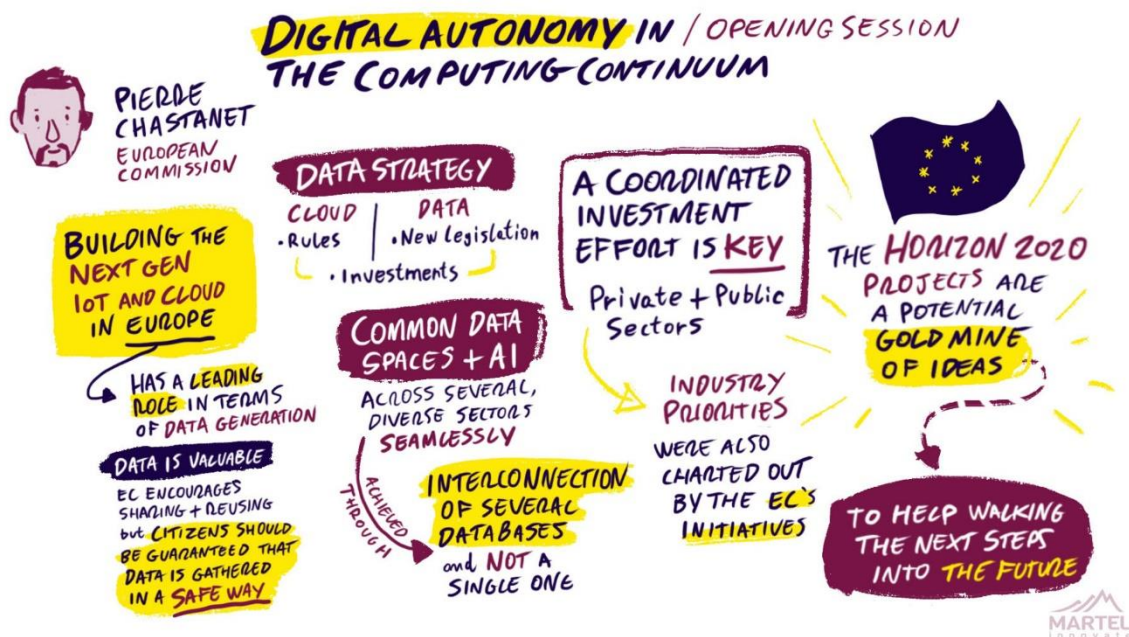 DIGITAL AUTONOMY IN / OPENING SESSION
THE COMPUTING CONTINUUM
PIERRE
CHASTANET
EUROPEAN
COMMISSION
BUILDING THE
NEXT GEN
IoT AND CLOUD
IN EUROPE
HAS A LEADING
ROLE IN TERMS
OF DATA GENERATION
DATA IS VALUABLE
EC ENCOURAGES
SHARING + REUSING
but CITIZENS SHOULD
BE GUARANTEED THAT
DATA IS GATHERED
IN A SAFE WAY
DATA STRATEGY
CLOUD
• Rules
DATA
• New Legislation
• Investments
COMMON DATA
SPACES + AI
ACROSS SEVERAL,
DIVERSE SECTORS
SEAMLESSLY
ACHIEVED
THROUGH
INTERCONNECTION
OF SEVERAL
DATABASES
and NOT A
SINGLE ONE
A COORDINATED
INVESTMENT
EFFORT IS KEY
Private + Public
Sectors
INDUSTRY
PRIORITIES
WERE ALSO
CHARTED OUT
BY THE EC's
INITIATIVES
THE HORIZON 2020
PROJECTS ARE
A POTENTIAL
GOLD MINE
OF IDEAS
TO HELP WALKING
THE NEXT STEPS
INTO THE FUTURE
MARTEL
innovate